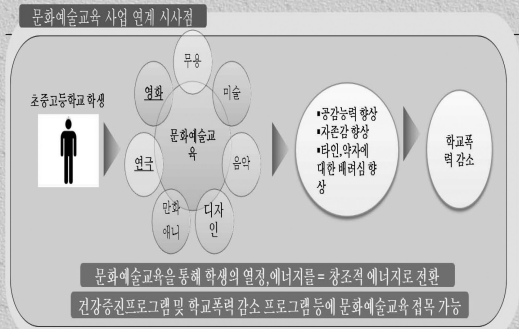 문화예술교육 사업 연계 시사점
초중고등학교 학생
무용
영화
미술
문화예술교
육
연극
음악
만화
애니
디자
인
▪공감능력 향상
▪자존감 향상
▪타인,약자에
대한 배려심 향
상
학교폭
력 감소
문화예술교육을 통해 학생의 열정,에너지를 = 창조적 에너지로 전환
건강증진프로그램 및 학교폭력 감소 프로그램 등에 문화예술교육 접목 가능